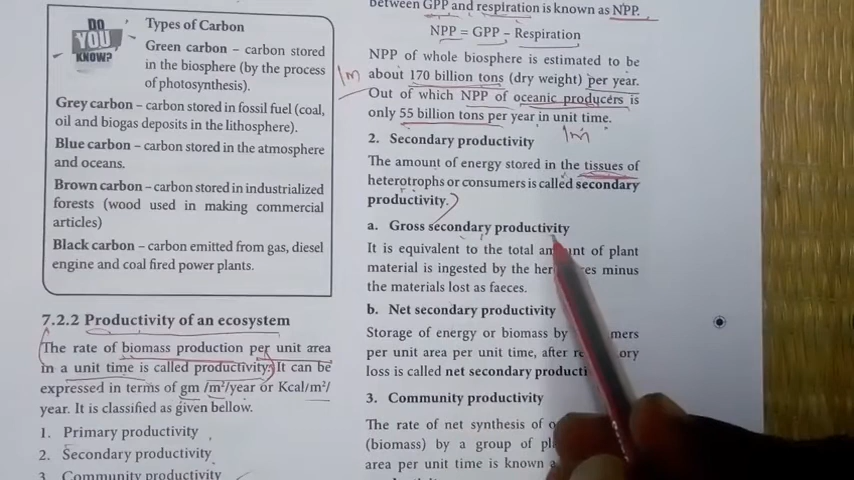 DO
YOU
KNOW?
Types of Carbon
Green carbon – carbon stored
in the biosphere (by the process
of photosynthesis).
Grey carbon – carbon stored in fossil fuel (coal,
oil and biogas deposits in the lithosphere).
Blue carbon – carbon stored in the atmosphere
and oceans.
Brown carbon – carbon stored in industrialized
forests (wood used in making commercial
articles)
Black carbon – carbon emitted from gas, diesel
engine and coal fired power plants.
7.2.2 Productivity of an ecosystem
The rate of biomass production per unit area
in a unit time is called productivity. It can be
expressed in terms of gm /m²/year or Kcal/m²/
year. It is classified as given bellow.
1. Primary productivity
2. Secondary productivity
3. Community productivity
between GPP and respiration is known as NPP.
NPP = GPP – Respiration
NPP of whole biosphere is estimated to be
1m about 170 billion tons (dry weight) per year.
Out of which NPP of oceanic producers is
only 55 billion tons per year in unit time.
1m
2. Secondary productivity
The amount of energy stored in the tissues of
heterotrophs or consumers is called secondary
productivity.
a. Gross secondary productivity
It is equivalent to the total of plant
material is ingested by the minus
the materials lost as faeces.
b. Net secondary productivity
Storage of energy or biomass by
per unit area per unit time, after
loss is called net secondary
3. Community productivity
The rate of net synthesis of
(biomass) by a group of
area per unit time is known